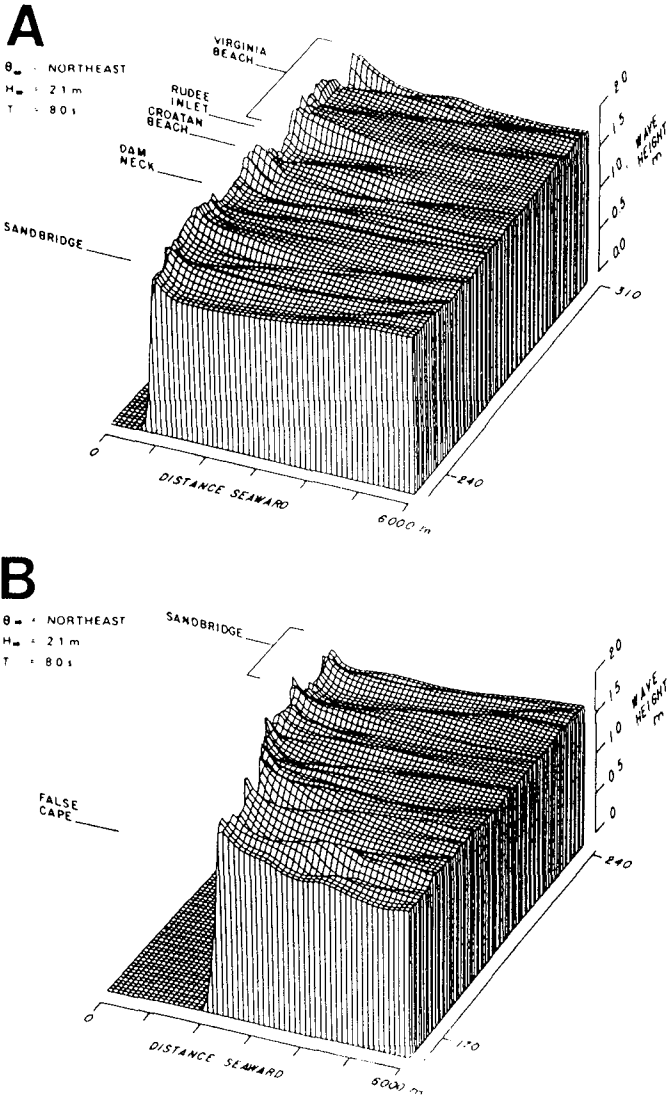 A
θ∞ = NORTHEAST
H∞ = 2.1 m
T = 8.0 s
VIRGINIA
BEACH
RUDEE
INLET
CROATAN
BEACH
DAM
NECK
SANDBRIDGE
2.0
1.5
1.0
0.5
0.0
WAVE
HEIGHT
m
310
240
0
DISTANCE SEAWARD
6000 m
B
θ∞ = NORTHEAST
H∞ = 2.1 m
T = 8.0 s
SANDBRIDGE
FALSE
CAPE
2.0
1.5
1.0
0.5
0
WAVE
HEIGHT
m
240
170
0
DISTANCE SEAWARD
6000 m